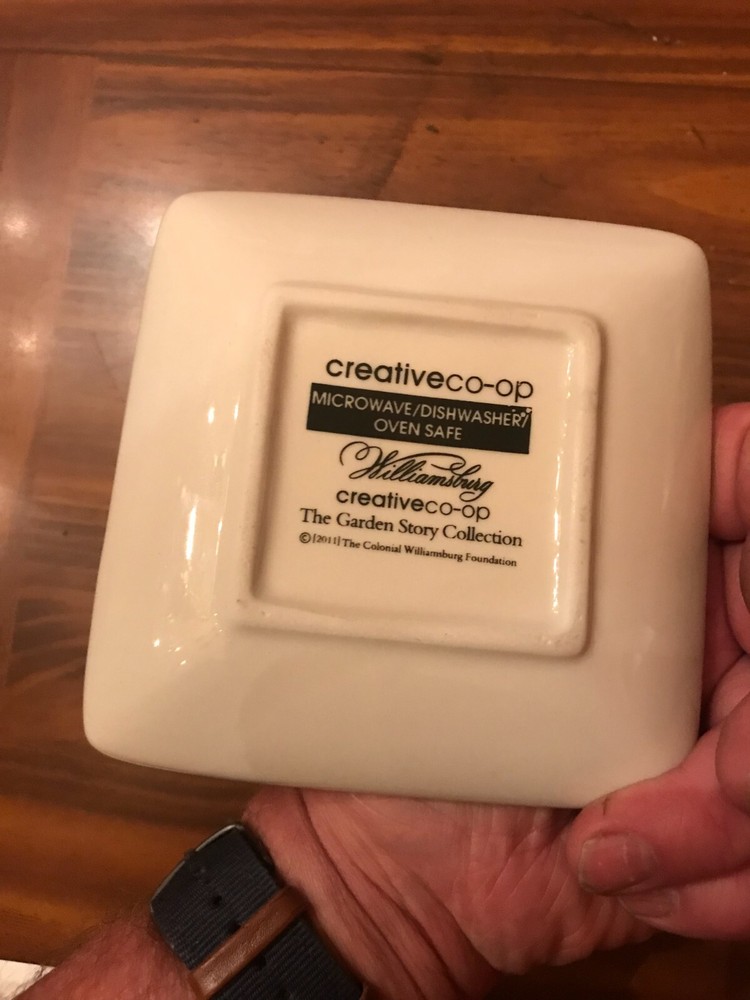 creativeco-op
MICROWAVE/DISHWASHER/
OVEN SAFE
Williamsburg
creativeco-op
The Garden Story Collection
©[2011] The Colonial Williamsburg Foundation